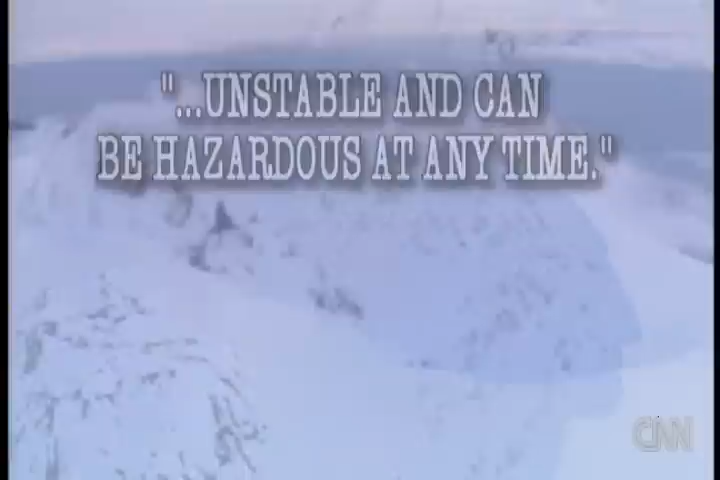 "...UNSTABLE AND CAN
BE HAZARDOUS AT ANY TIME."
CNN